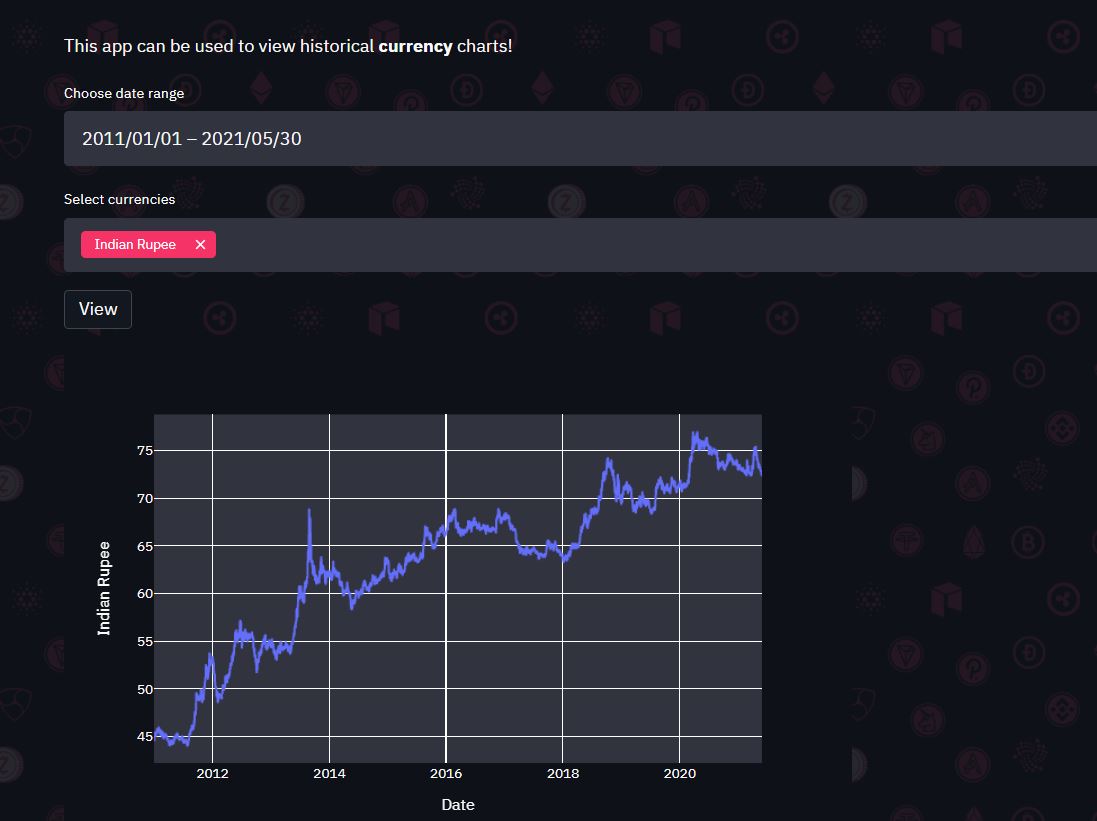 This app can be used to view historical currency charts!
Choose date range
2011/01/01 – 2021/05/30
Select currencies
Indian Rupee ×
View
75
70
65
60
55
50
45
Indian Rupee
2012 2014 2016 2018 2020
Date